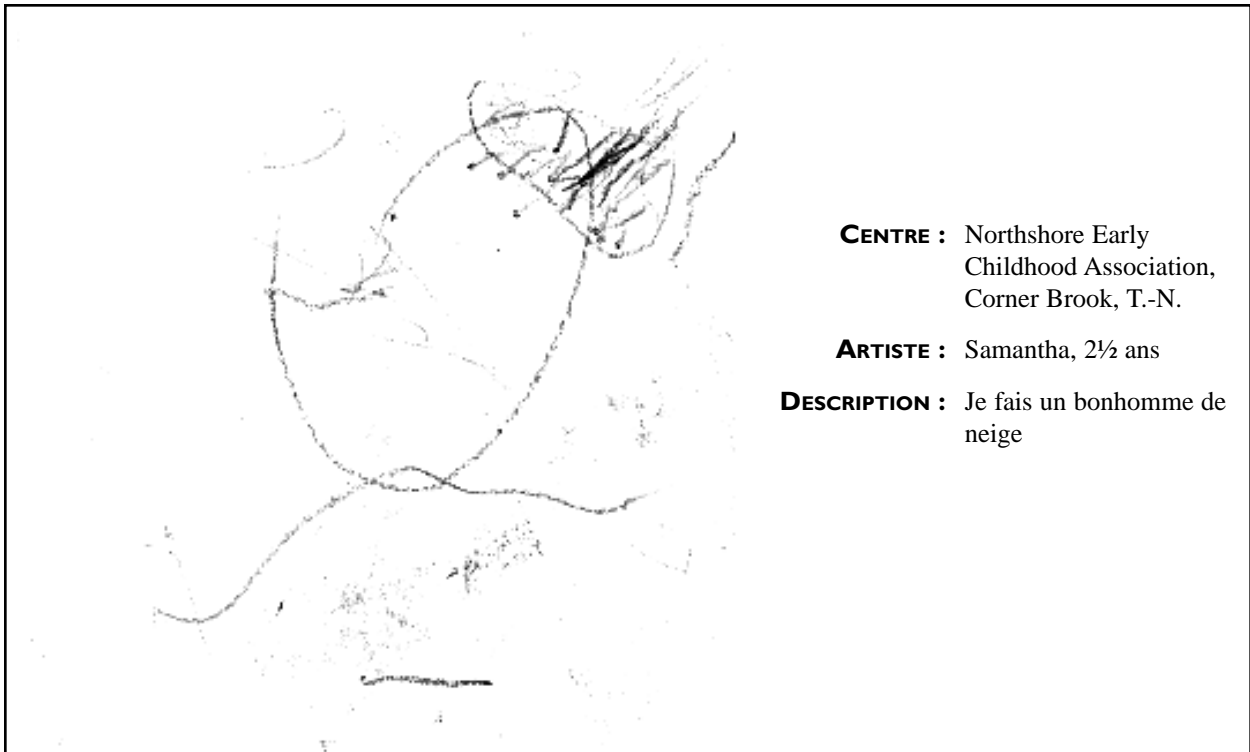 CENTRE : Northshore Early
Childhood Association,
Corner Brook, T.-N.
ARTISTE : Samantha, 2½ ans
DESCRIPTION : Je fais un bonhomme de
neige